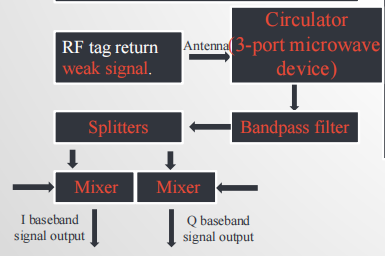 Circulator
(3-port microwave
device)
RF tag return
weak signal.
Antenna
Splitters
Bandpass filter
Mixer
Mixer
I baseband
signal output
Q baseband
signal output